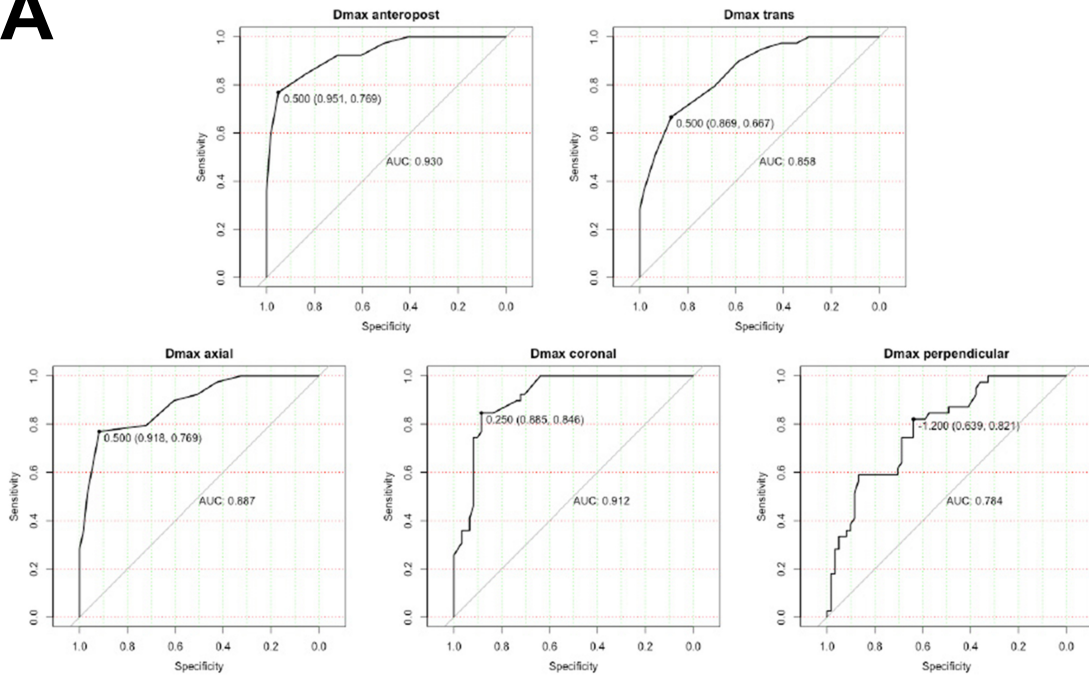 A
Dmax anteropost
Sensitivity
1.0
0.8
0.6
0.4
0.2
0.0
0.500 (0.951, 0.769)
AUC: 0.930
1.0 0.8 0.6 0.4 0.2 0.0
Specificity
Dmax trans
Sensitivity
1.0
0.8
0.6
0.4
0.2
0.0
0.500 (0.869, 0.667)
AUC: 0.858
1.0 0.8 0.6 0.4 0.2 0.0
Specificity
Dmax axial
Sensitivity
1.0
0.8
0.6
0.4
0.2
0.0
0.500 (0.918, 0.769)
AUC: 0.887
1.0 0.8 0.6 0.4 0.2 0.0
Specificity
Dmax coronal
Sensitivity
1.0
0.8
0.6
0.4
0.2
0.0
0.250 (0.885, 0.846)
AUC: 0.912
1.0 0.8 0.6 0.4 0.2 0.0
Specificity
Dmax perpendicular
Sensitivity
1.0
0.8
0.6
0.4
0.2
0.0
-1.200 (0.639, 0.821)
AUC: 0.784
1.0 0.8 0.6 0.4 0.2 0.0
Specificity